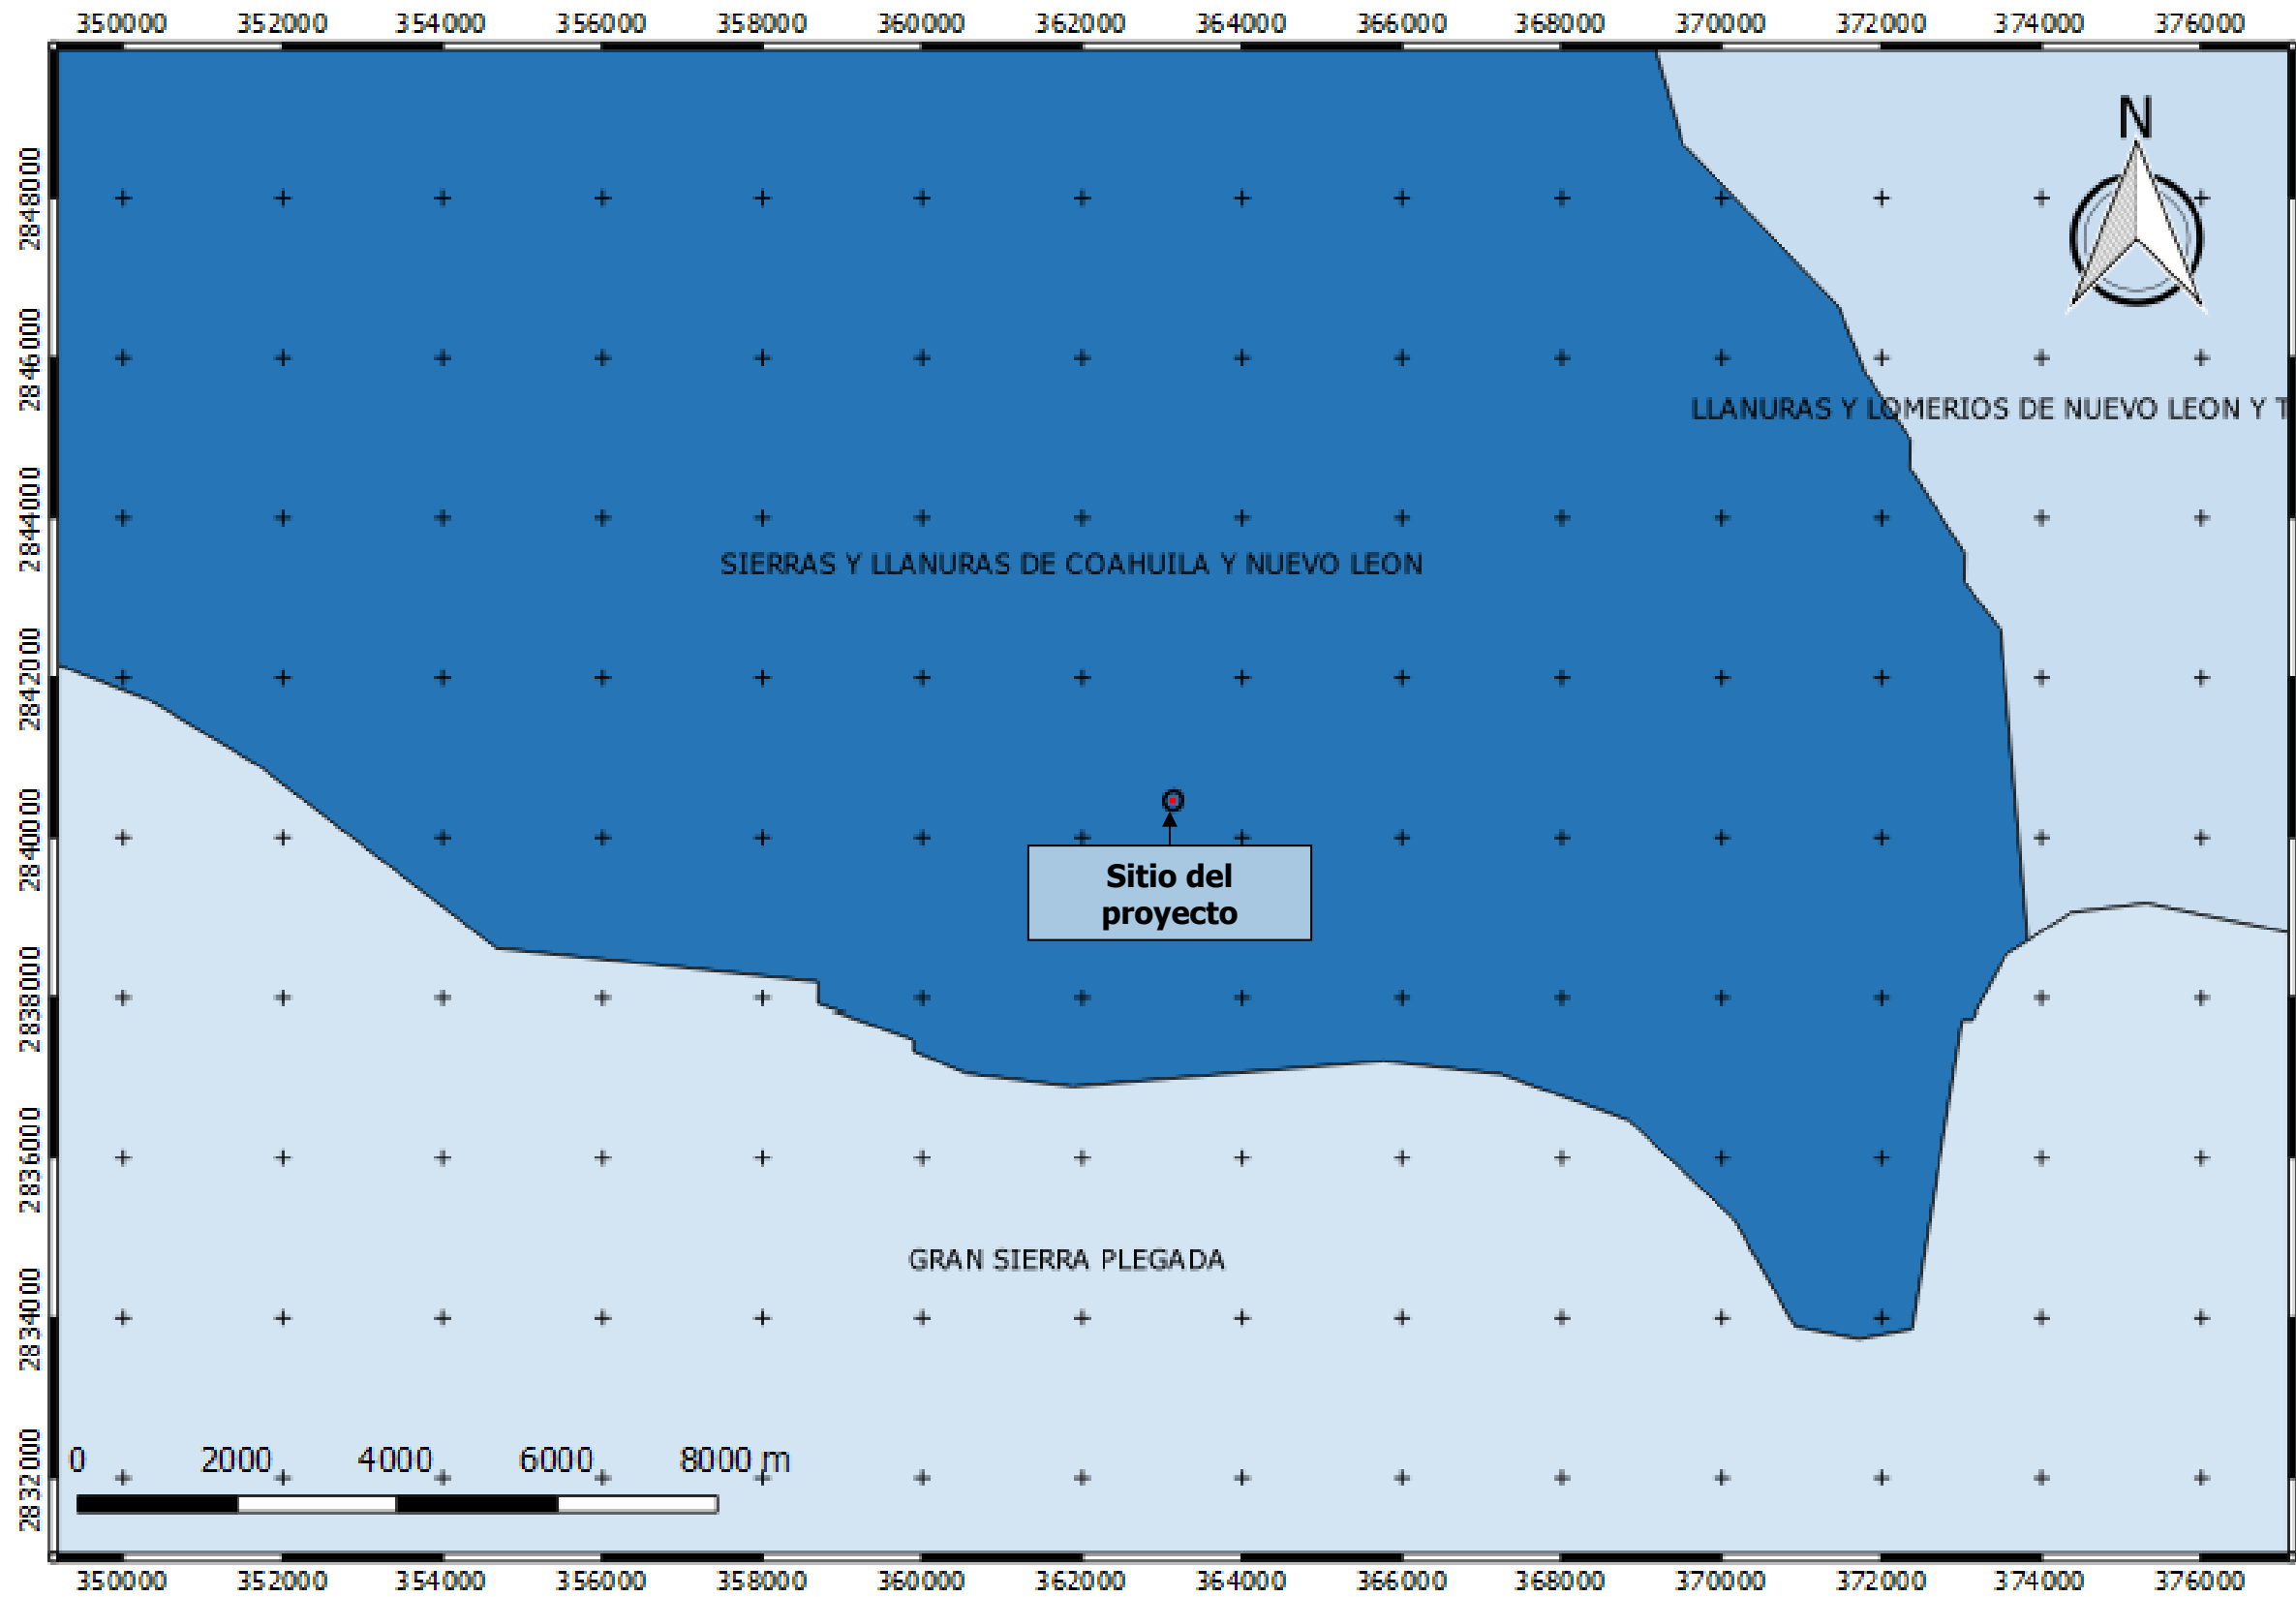 350000 352000 354000 356000 358000 360000 362000 364000 366000 368000 370000 372000 374000 376000
N
2848000
2846000
LLANURAS Y LOMERIOS DE NUEVO LEON Y T
2844000
SIERRAS Y LLANURAS DE COAHUILA Y NUEVO LEON
2842000
2840000
Sitio del
proyecto
2838000
2836000
GRAN SIERRA PLEGADA
2834000
2832000
0 2000 4000 6000 8000 m
350000 352000 354000 356000 358000 360000 362000 364000 366000 368000 370000 372000 374000 376000